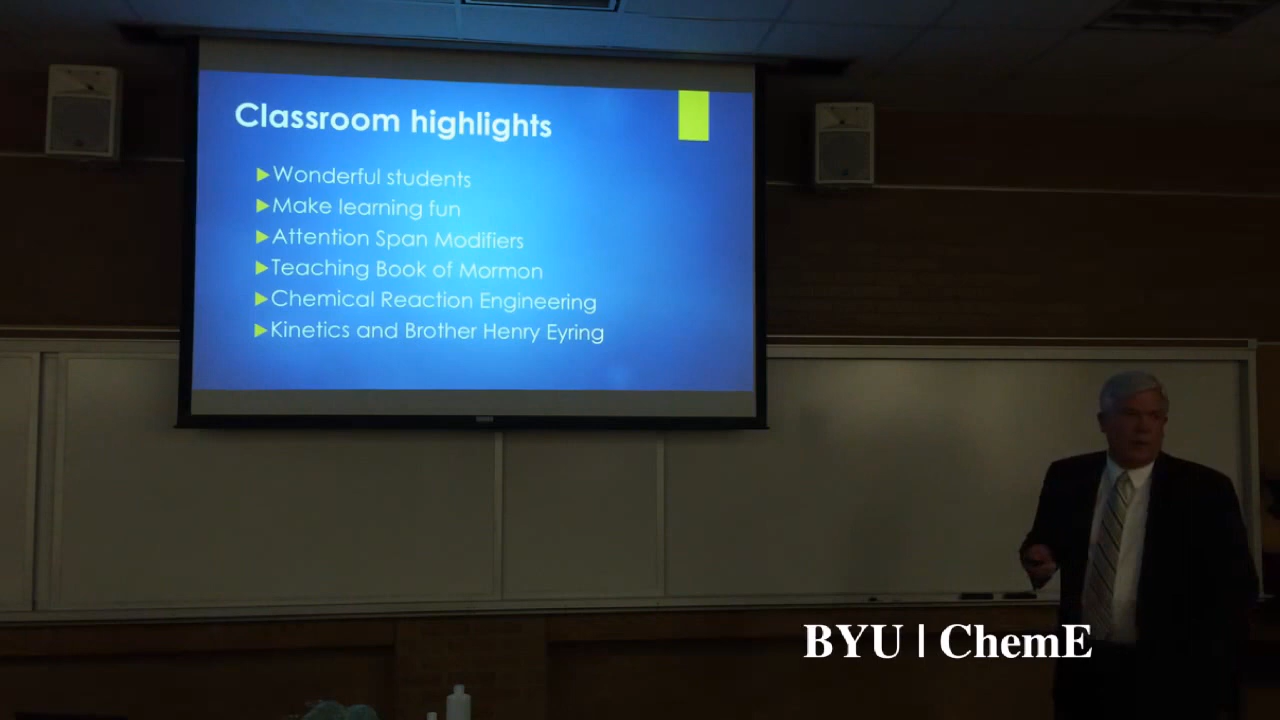 Classroom highlights
Wonderful students
Make learning fun
Attention Span Modifiers
Teaching Book of Mormon
Chemical Reaction Engineering
Kinetics and Brother Henry Eyring
BYU | ChemE